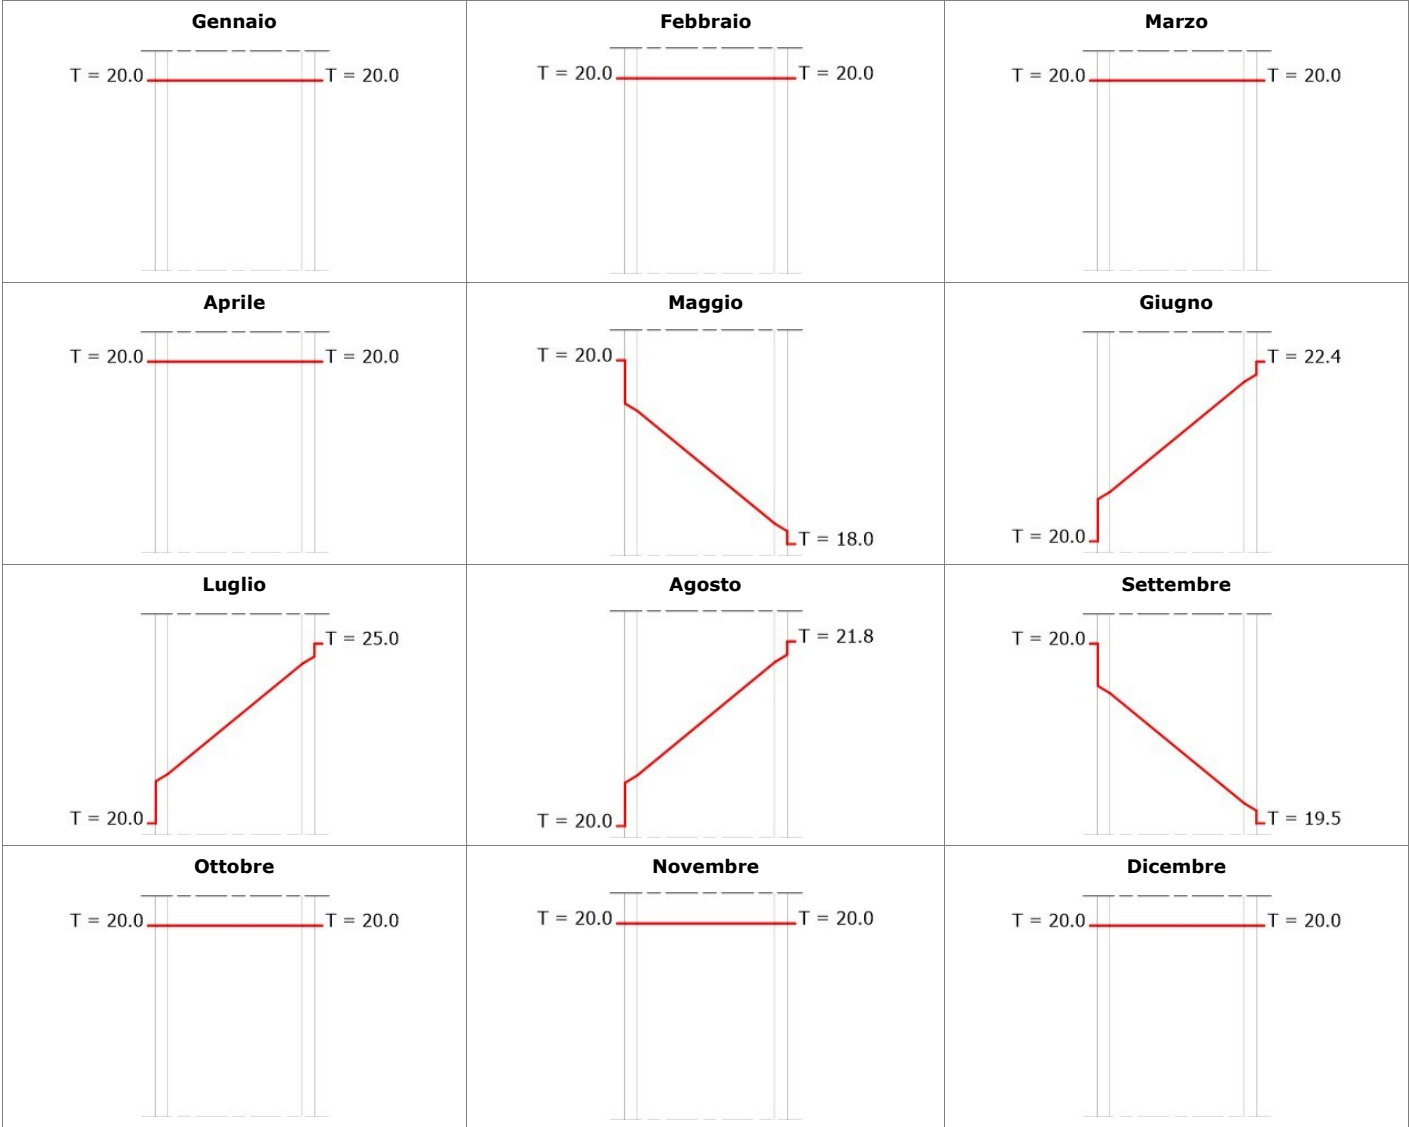 Gennaio
T = 20.0 T = 20.0
Febbraio
T = 20.0 T = 20.0
Marzo
T = 20.0 T = 20.0
Aprile
T = 20.0 T = 20.0
Maggio
T = 20.0
T = 18.0
Giugno
T = 22.4
T = 20.0
Luglio
T = 25.0
T = 20.0
Agosto
T = 21.8
T = 20.0
Settembre
T = 20.0
T = 19.5
Ottobre
T = 20.0 T = 20.0
Novembre
T = 20.0 T = 20.0
Dicembre
T = 20.0 T = 20.0